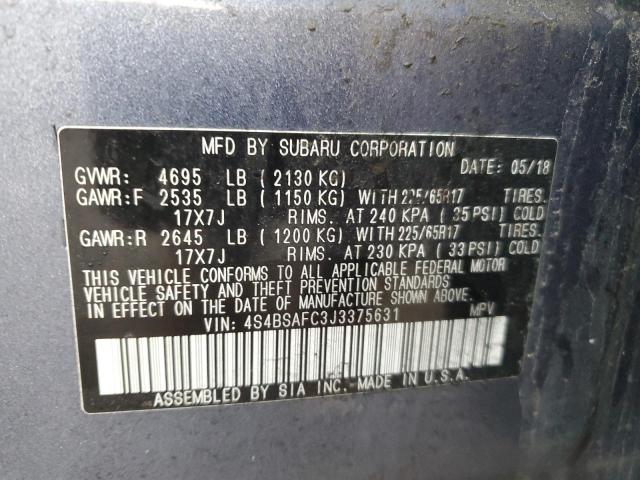 MFD BY SUBARU CORPORATION
DATE: 05/18
GVWR: 4695 LB ( 2130 KG)
GAWR:F 2535 LB ( 1150 KG) WITH 225/65R17 TIRES.
17X7J RIMS. AT 240 KPA ( 35 PSI) COLD
GAWR:R 2645 LB ( 1200 KG) WITH 225/65R17 TIRES.
17X7J RIMS. AT 230 KPA ( 33 PSI) COLD
THIS VEHICLE CONFORMS TO ALL APPLICABLE FEDERAL MOTOR
VEHICLE SAFETY AND THEFT PREVENTION STANDARDS
IN EFFECT ON THE DATE OF MANUFACTURE SHOWN ABOVE.
VIN: 4S4BSAFC3J3375631 MPV
ASSEMBLED BY SIA INC.-MADE IN U.S.A.